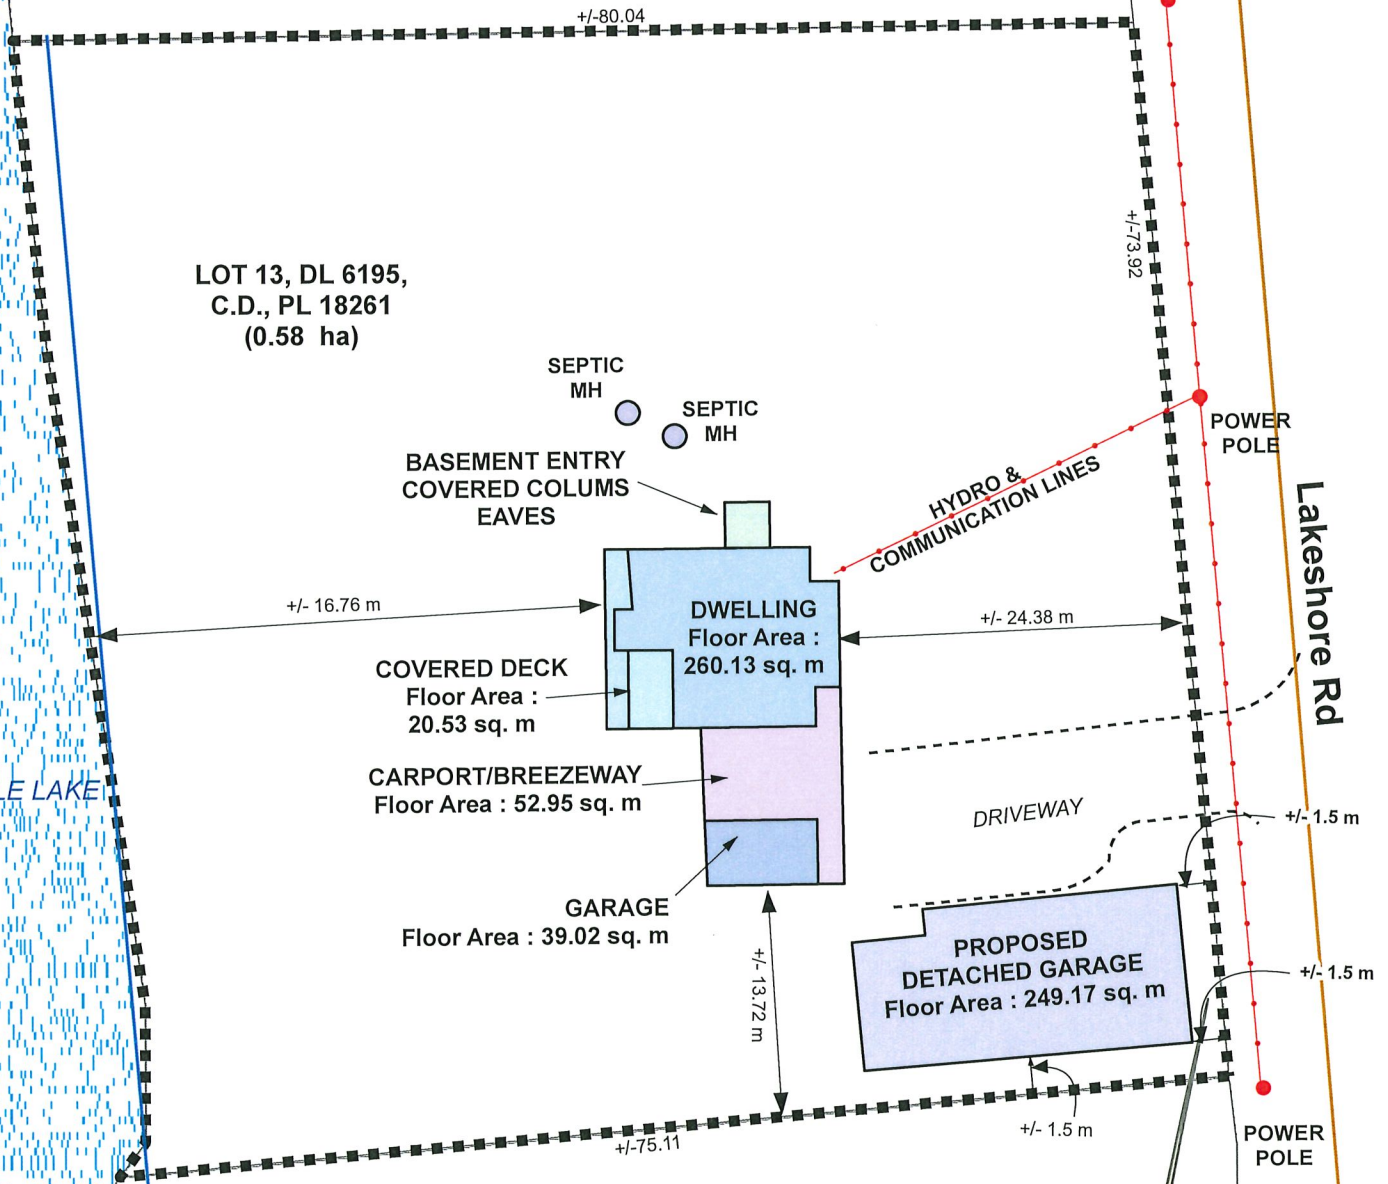 +/-80.04
+/-73.92
LOT 13, DL 6195,
C.D., PL 18261
(0.58 ha)
SEPTIC
MH
SEPTIC
MH
POWER
POLE
BASEMENT ENTRY
COVERED COLUMS
EAVES
HYDRO &
COMMUNICATION LINES
Lakeshore Rd
+/- 16.76 m
DWELLING
Floor Area :
260.13 sq. m
+/- 24.38 m
COVERED DECK
Floor Area :
20.53 sq. m
CARPORT/BREEZEWAY
Floor Area : 52.95 sq. m
LE LAKE
DRIVEWAY
+/- 1.5 m
GARAGE
Floor Area : 39.02 sq. m
PROPOSED
DETACHED GARAGE
Floor Area : 249.17 sq. m
+/- 1.5 m
+/- 13.72 m
+/- 1.5 m
+/-75.11
POWER
POLE